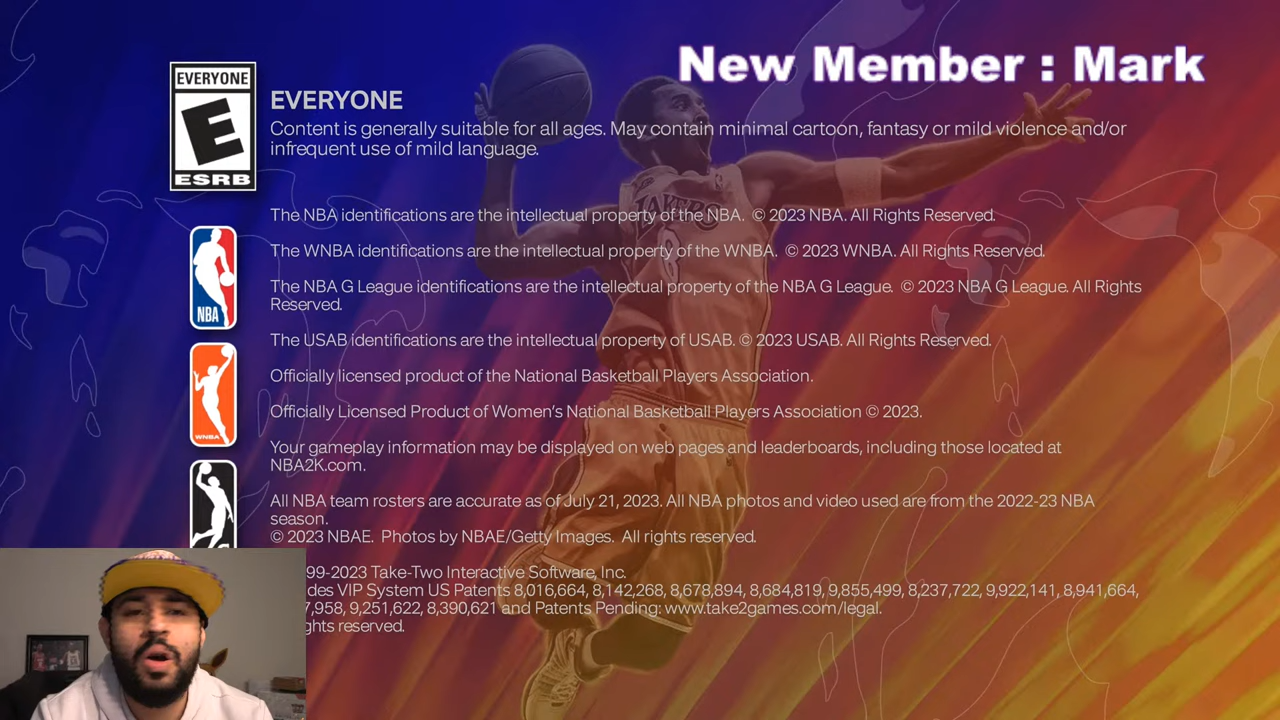 New Member : Mark
EVERYONE
E
ESRB
EVERYONE
Content is generally suitable for all ages. May contain minimal cartoon, fantasy or mild violence and/or
infrequent use of mild language.
LAKERS
8
The NBA identifications are the intellectual property of the NBA. © 2023 NBA. All Rights Reserved.
NBA
The WNBA identifications are the intellectual property of the WNBA. © 2023 WNBA. All Rights Reserved.
The NBA G League identifications are the intellectual property of the NBA G League. © 2023 NBA G League. All Rights
Reserved.
The USAB identifications are the intellectual property of USAB. © 2023 USAB. All Rights Reserved.
WNBA
Officially licensed product of the National Basketball Players Association.
Officially Licensed Product of Women's National Basketball Players Association © 2023.
Your gameplay information may be displayed on web pages and leaderboards, including those located at
NBA2K.com.
All NBA team rosters are accurate as of July 21, 2023. All NBA photos and video used are from the 2022-23 NBA
season.
© 2023 NBAE. Photos by NBAE/Getty Images. All rights reserved.
99-2023 Take-Two Interactive Software, Inc.
des VIP System US Patents 8,016,664, 8,142,268, 8,678,894, 8,684,819, 9,855,499, 8,237,722, 9,922,141, 8,941,664,
7,958, 9,251,622, 8,390,621 and Patents Pending: www.take2games.com/legal.
ghts reserved.